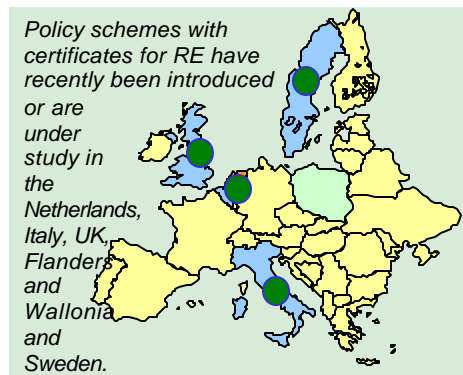 Policy schemes with
certificates for RE have
recently been introduced
or are
under
study in
the
Netherlands,
Italy, UK,
Flanders
and
Wallonia
and
Sweden.